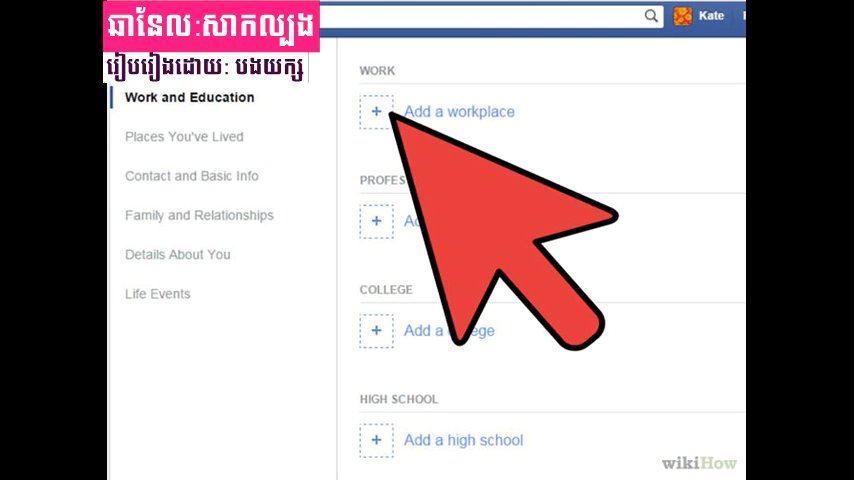 ឆានែល:សាកល្បង
Kate
រៀបរៀងដោយ: បងយក្ស
WORK
Work and Education
Add a workplace
Places You've Lived
Contact and Basic Info
Family and Relationships
Details About You
Life Events
COLLEGE
Add a
HIGH SCHOOL
Add a high school
wikiHow